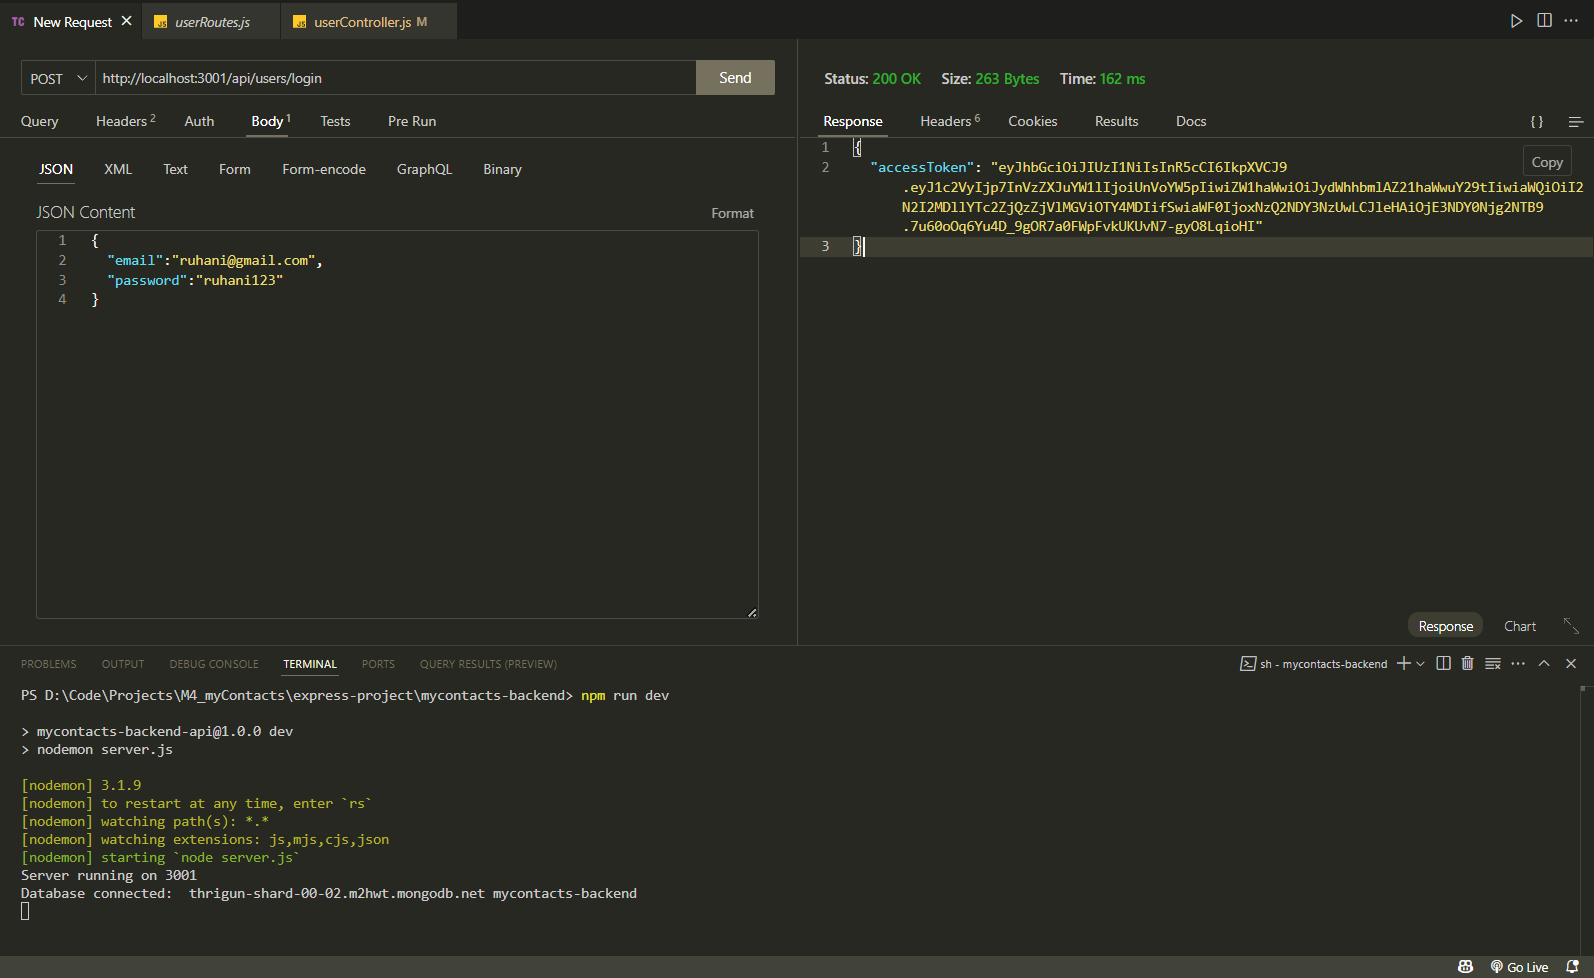 TC New Request
JS userRoutes.js
JS userController.js M
POST
http://localhost:3001/api/users/login
Send
Query
Headers 2
Auth
Body 1
Tests
Pre Run
JSON
XML
Text
Form
Form-encode
GraphQL
Binary
JSON Content
Format
1 {
2 "email":"ruhani@gmail.com",
3 "password":"ruhani123"
4 }
Status: 200 OK Size: 263 Bytes Time: 162 ms
Response
Headers 6
Cookies
Results
Docs
{ }
Copy
1 {
2 "accessToken": "eyJhbGciOiJIUzI1NiIsInR5cCI6IkpXVCJ9
.eyJ1c2VyIjp7InVzZXJuYW1lIjoiUnVoYW5pIiwiZW1haWwiOiJydWhhbmlAZ21haWwuY29tIiwiaWQiOiI2
N2I2MDllYTc2ZjQzZjVlMGViOTY4MDIifSwiaWF0IjoxNzQ2NDY3NzUwLCJleHAiOjE3NDY0Njg2NTB9
.7u60oOq6Yu4D_9gOR7a0FWpFvkUKUvN7-gyO8LqioHI"
3 }
Response
Chart
PROBLEMS
OUTPUT
DEBUG CONSOLE
TERMINAL
PORTS
QUERY RESULTS (PREVIEW)
sh - mycontacts-backend
PS D:\Code\Projects\M4_myContacts\express-project\mycontacts-backend> npm run dev
> mycontacts-backend-api@1.0.0 dev
> nodemon server.js
[nodemon] 3.1.9
[nodemon] to restart at any time, enter `rs`
[nodemon] watching path(s): *.*
[nodemon] watching extensions: js,mjs,cjs,json
[nodemon] starting `node server.js`
Server running on 3001
Database connected:  thrigun-shard-00-02.m2hwt.mongodb.net mycontacts-backend
Go Live